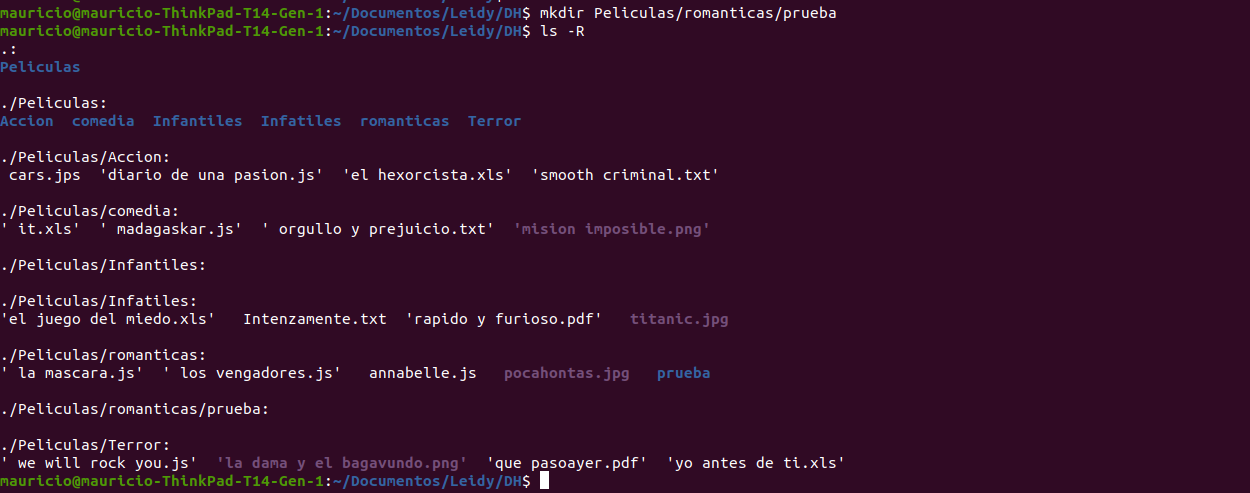 mauricio@mauricio-ThinkPad-T14-Gen-1:~/Documentos/Leidy/DH$ mkdir Peliculas/romanticas/prueba
mauricio@mauricio-ThinkPad-T14-Gen-1:~/Documentos/Leidy/DH$ ls -R
.:
Peliculas

./Peliculas:
Accion  comedia  Infantiles  Infatiles  romanticas  Terror

./Peliculas/Accion:
 cars.jps  'diario de una pasion.js'  'el hexorcista.xls'  'smooth criminal.txt'

./Peliculas/comedia:
' it.xls'  ' madagaskar.js'  ' orgullo y prejuicio.txt'  'mision imposible.png'

./Peliculas/Infantiles:

./Peliculas/Infatiles:
'el juego del miedo.xls'   Intenzamente.txt  'rapido y furioso.pdf'   titanic.jpg

./Peliculas/romanticas:
' la mascara.js'  ' los vengadores.js'   annabelle.js   pocahontas.jpg   prueba

./Peliculas/romanticas/prueba:

./Peliculas/Terror:
' we will rock you.js'  'la dama y el bagavundo.png'  'que pasoayer.pdf'  'yo antes de ti.xls'
mauricio@mauricio-ThinkPad-T14-Gen-1:~/Documentos/Leidy/DH$